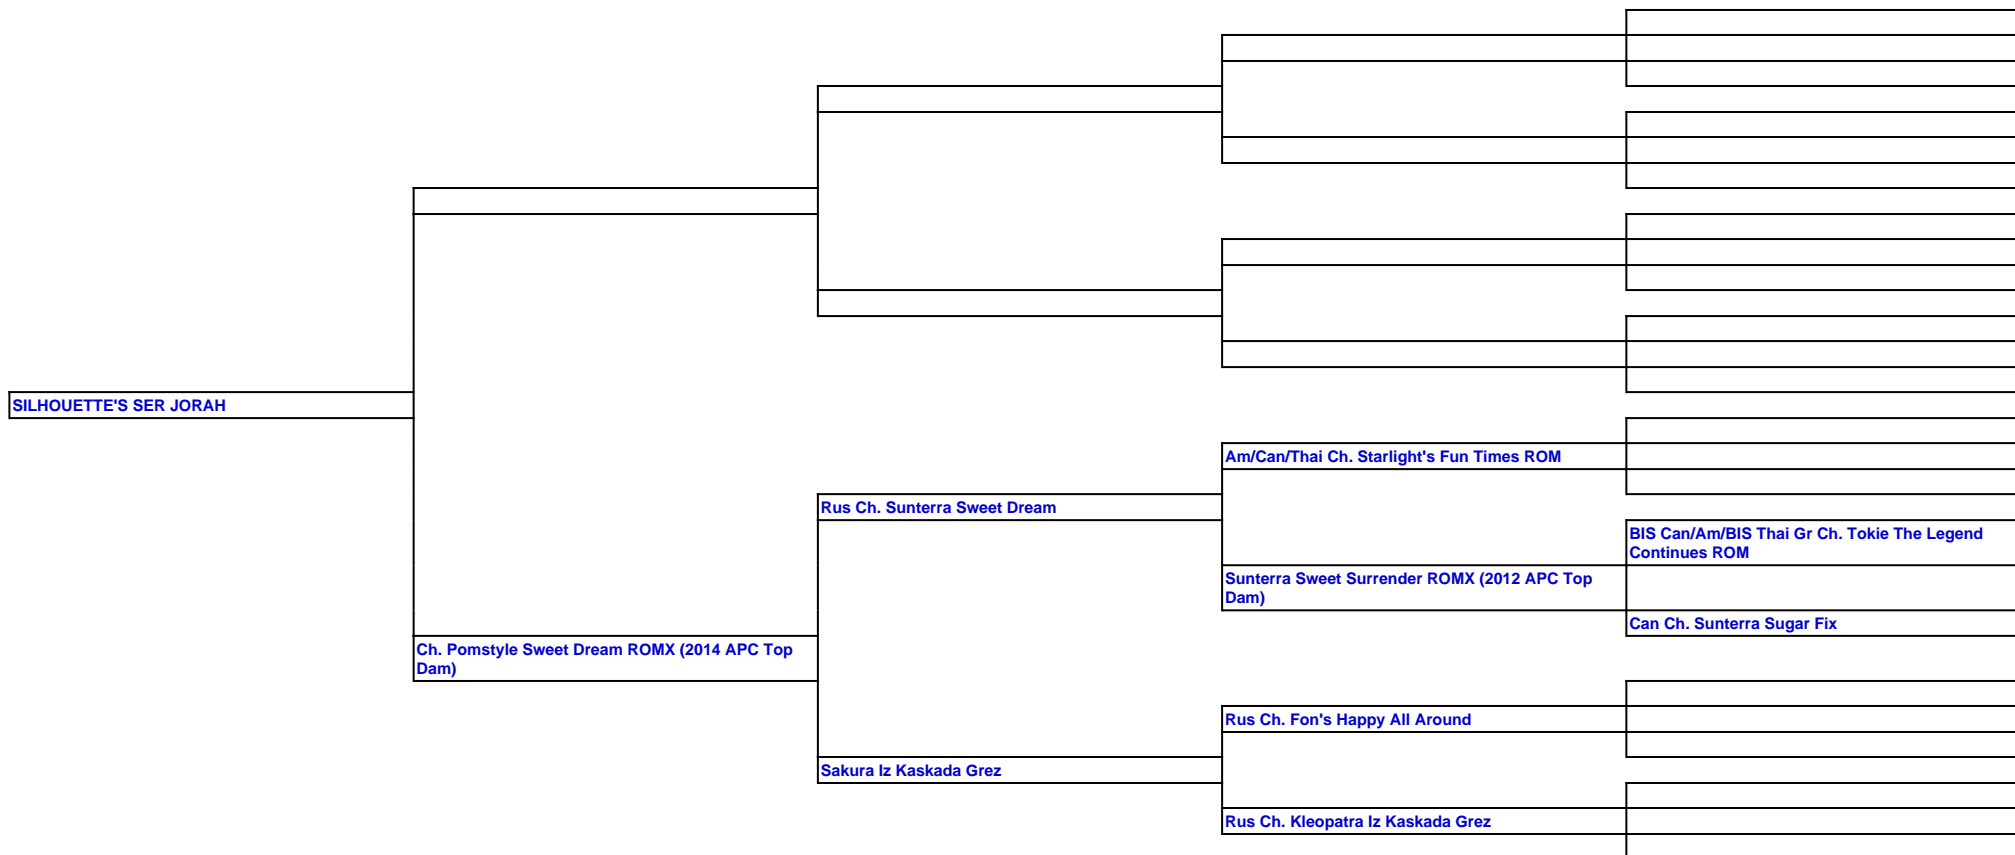 SILHOUETTE'S SER JORAH
Am/Can/Thai Ch. Starlight's Fun Times ROM
Rus Ch. Sunterra Sweet Dream
BIS Can/Am/BIS Thai Gr Ch. Tokie The Legend
Continues ROM
Sunterra Sweet Surrender ROMX (2012 APC Top
Dam)
Can Ch. Sunterra Sugar Fix
Ch. Pomstyle Sweet Dream ROMX (2014 APC Top
Dam)
Rus Ch. Fon's Happy All Around
Sakura Iz Kaskada Grez
Rus Ch. Kleopatra Iz Kaskada Grez